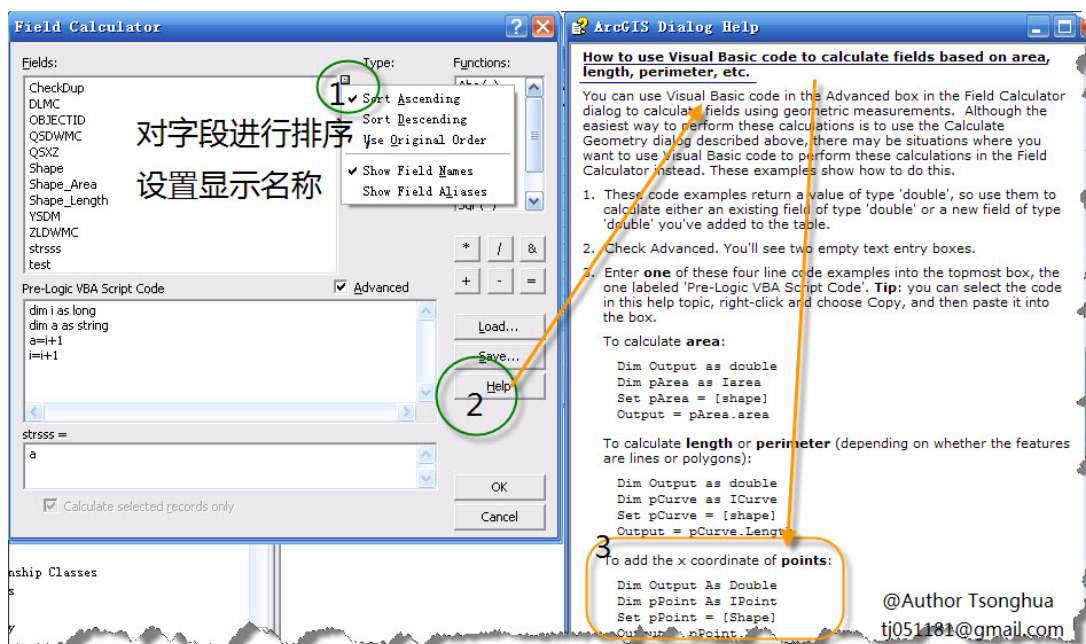 Field Calculator
Fields:
Type:
Functions:
CheckDup
DLMC
OBJECTID
QSDWMC
QSXZ
Shape
Shape_Area
Shape_Length
YSDM
ZLDWMC
strsss
test
1
Sort Ascending
Sort Descending
Use Original Order
Show Field Names
Show Field Aliases
对字段进行排序，
设置显示名称
* / &
+ - =
Pre-Logic VBA Script Code
Advanced
dim i as long
dim a as string
a=i+1
i=i+1
Load...
Save...
Help
2
strsss =
a
Calculate selected records only
OK
Cancel
nship Classes
ArcGIS Dialog Help
How to use Visual Basic code to calculate fields based on area,
length, perimeter, etc.
You can use Visual Basic code in the Advanced box in the Field Calculator
dialog to calculate fields using geometric measurements. Although the
easiest way to perform these calculations is to use the Calculate
Geometry dialog described above, there may be situations where you
want to use Visual Basic code to perform these calculations in the Field
Calculator instead. These examples show how to do this.
1. These code examples return a value of type 'double', so use them to
calculate either an existing field of type 'double' or a new field of type
'double' you've added to the table.
2. Check Advanced. You'll see two empty text entry boxes.
3. Enter one of these four line code examples into the topmost box, the
one labeled 'Pre-Logic VBA Script Code'. Tip: you can select the code
in this help topic, right-click and choose Copy, and then paste it into
the box.
To calculate area:
Dim Output as double
Dim pArea as Iarea
Set pArea = [shape]
Output = pArea.area
To calculate length or perimeter (depending on whether the features
are lines or polygons):
Dim Output as double
Dim pCurve as ICurve
Set pCurve = [shape]
Output = pCurve.Length
3
To add the x coordinate of points:
Dim Output As Double
Dim pPoint As IPoint
Set pPoint = [Shape]
Output = pPoint.
@Author Tsonghua
tj051181@gmail.com